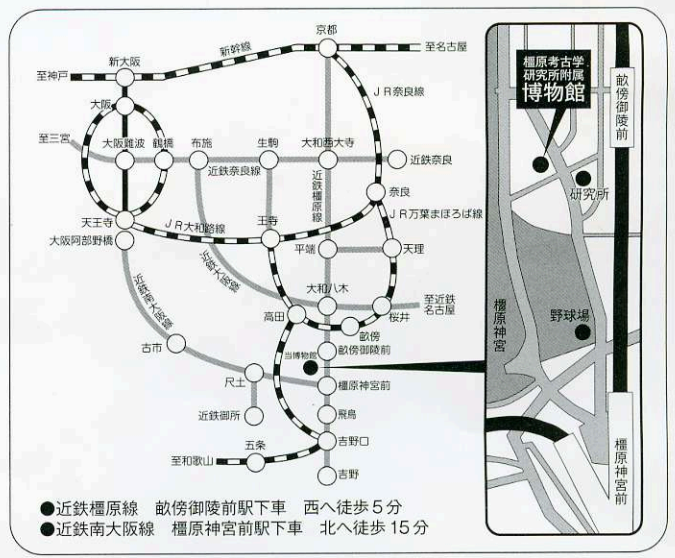 京都
新幹線
至名古屋
新大阪
至神戸
JR奈良線
大阪
至三宮
大阪難波
鶴橋
布施
生駒
大和西大寺
近鉄奈良
近鉄奈良線
近鉄橿原線
奈良
天王寺
JR大和路線
王寺
JR万葉まほろば線
大阪阿部野橋
平端
天理
近鉄大阪線
近鉄南大阪線
大和八木
至近鉄
名古屋
高田
桜井
畝傍
古市
畝傍御陵前
当博物館
尺土
橿原神宮前
近鉄御所
飛鳥
五条
吉野口
至和歌山
吉野
橿原考古学
研究所附属
博物館
畝傍御陵前
研究所
橿原神宮
野球場
橿原神宮前
●近鉄橿原線 畝傍御陵前駅下車 西へ徒歩5分
●近鉄南大阪線 橿原神宮前駅下車 北へ徒歩15分